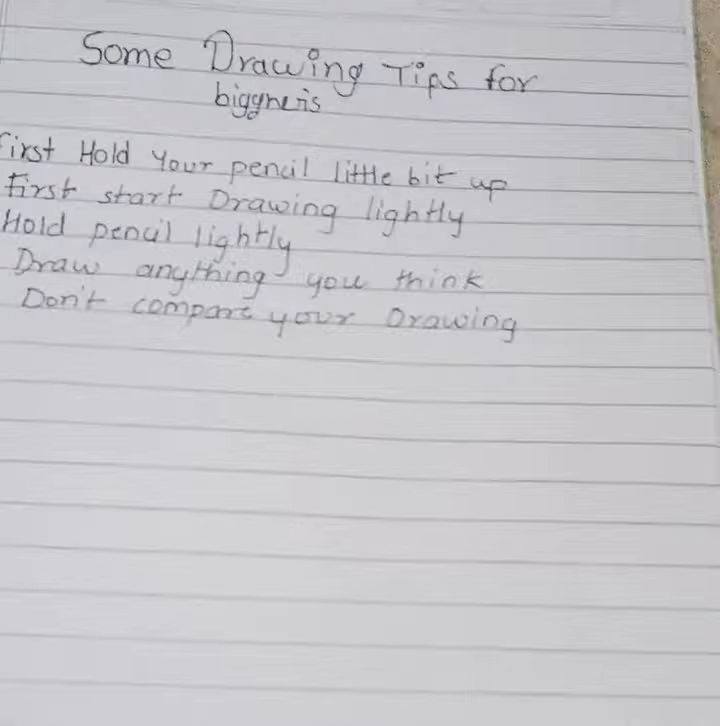 Some Drawing Tips for
biggneris
First Hold Your pencil little bit up
First start Drawing lightly
Hold pencil lightly
Draw anything you think
Don't compare your Drawing